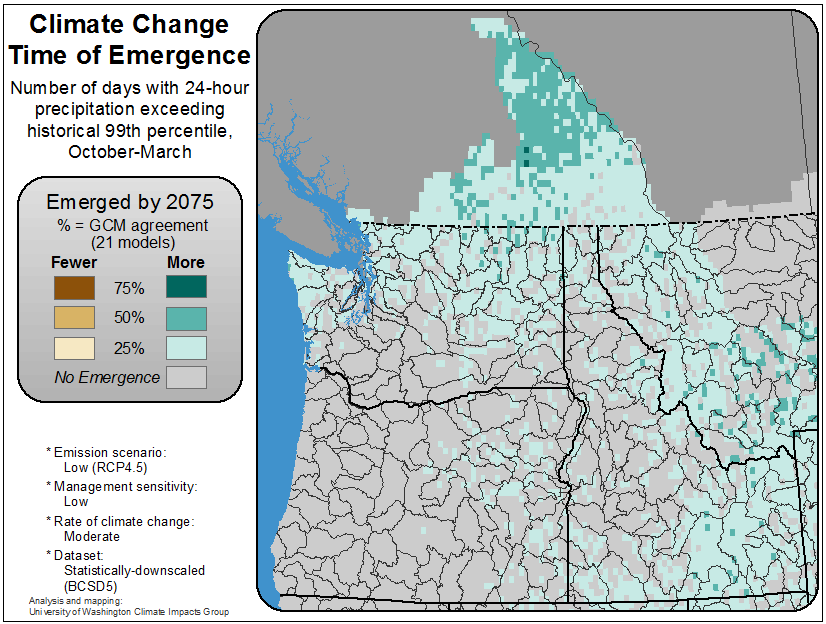 Climate Change
Time of Emergence
Number of days with 24-hour
precipitation exceeding
historical 99th percentile,
October-March
Emerged by 2075
% = GCM agreement
(21 models)
Fewer More
75%
50%
25%
No Emergence
* Emission scenario:
Low (RCP4.5)
* Management sensitivity:
Low
* Rate of climate change:
Moderate
* Dataset:
Statistically-downscaled
(BCSD5)
Analysis and mapping:
University of Washington Climate Impacts Group